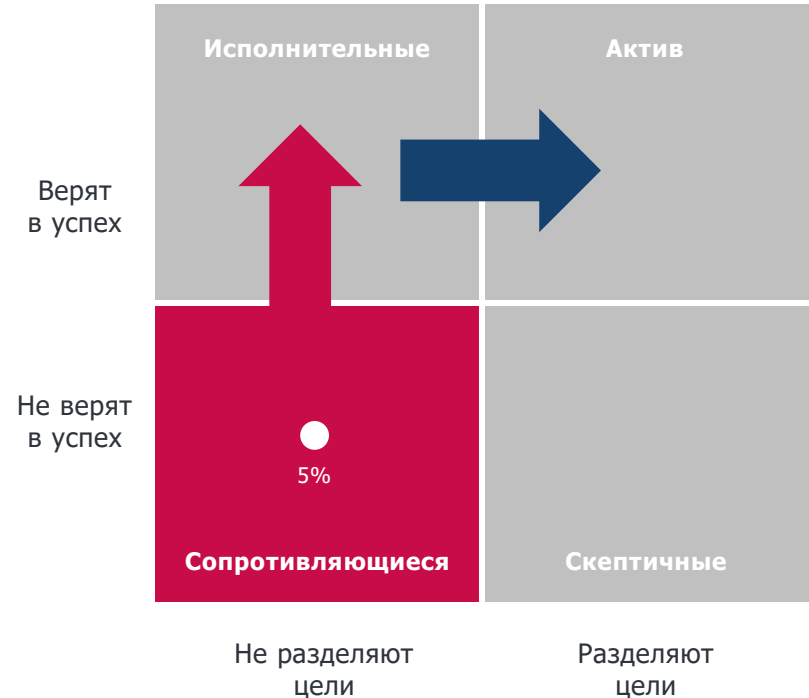 Исполнительные
Актив
Верят
в успех
Не верят
в успех
5%
Сопротивляющиеся
Скептичные
Не разделяют
цели
Разделяют
цели